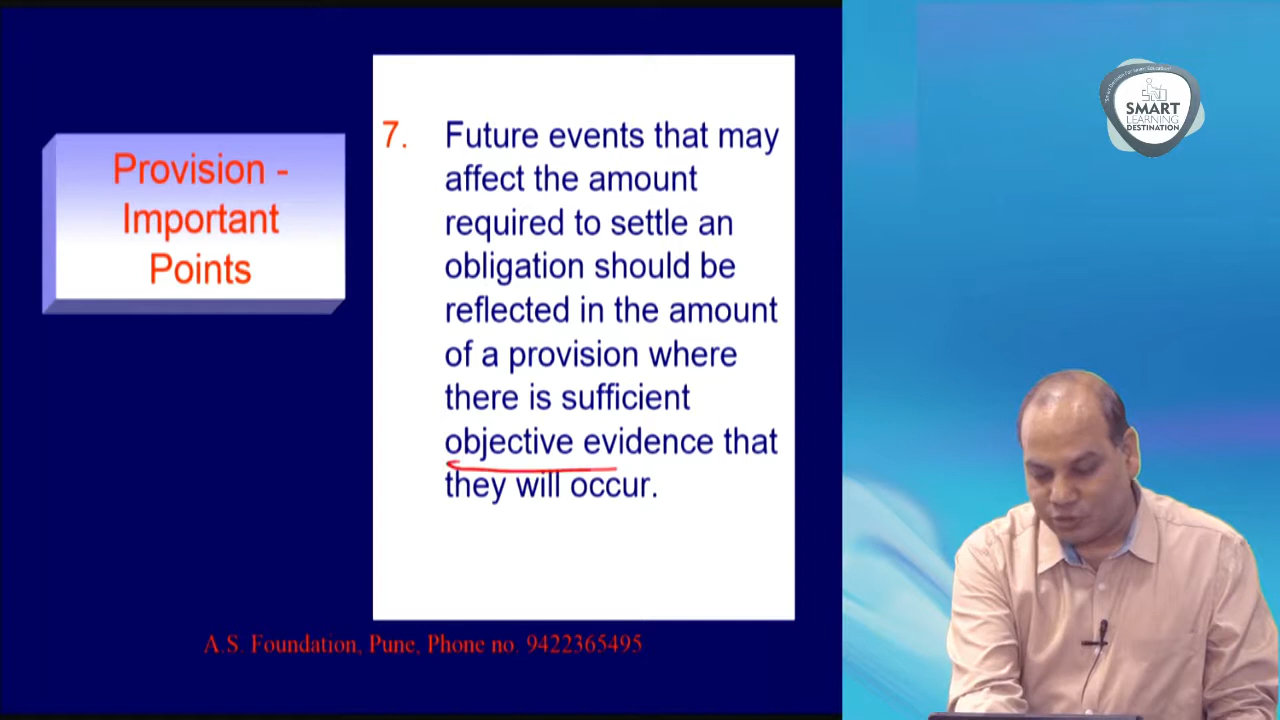 Provision -
Important
Points
7. Future events that may
affect the amount
required to settle an
obligation should be
reflected in the amount
of a provision where
there is sufficient
objective evidence that
they will occur.
A.S. Foundation, Pune, Phone no. 9422365495
SMART
LEARNING
DESTINATION